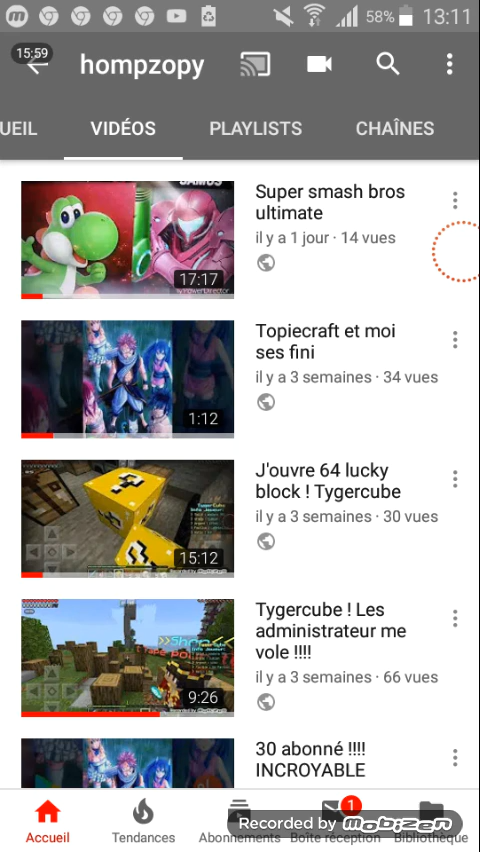 58% 13:11
15:59
hompzopy
UEIL VIDÉOS PLAYLISTS CHAÎNES
Super smash bros
ultimate
il y a 1 jour · 14 vues
17:17
Topiecraft et moi
ses fini
il y a 3 semaines · 34 vues
1:12
J'ouvre 64 lucky
block ! Tygercube
il y a 3 semaines · 30 vues
15:12
Tygercube ! Les
administrateur me
vole !!!!
il y a 3 semaines · 66 vues
9:26
30 abonné !!!!
INCROYABLE
1
Accueil Tendances Abonnements Boîte réception Bibliothèque
Recorded by Mobizen